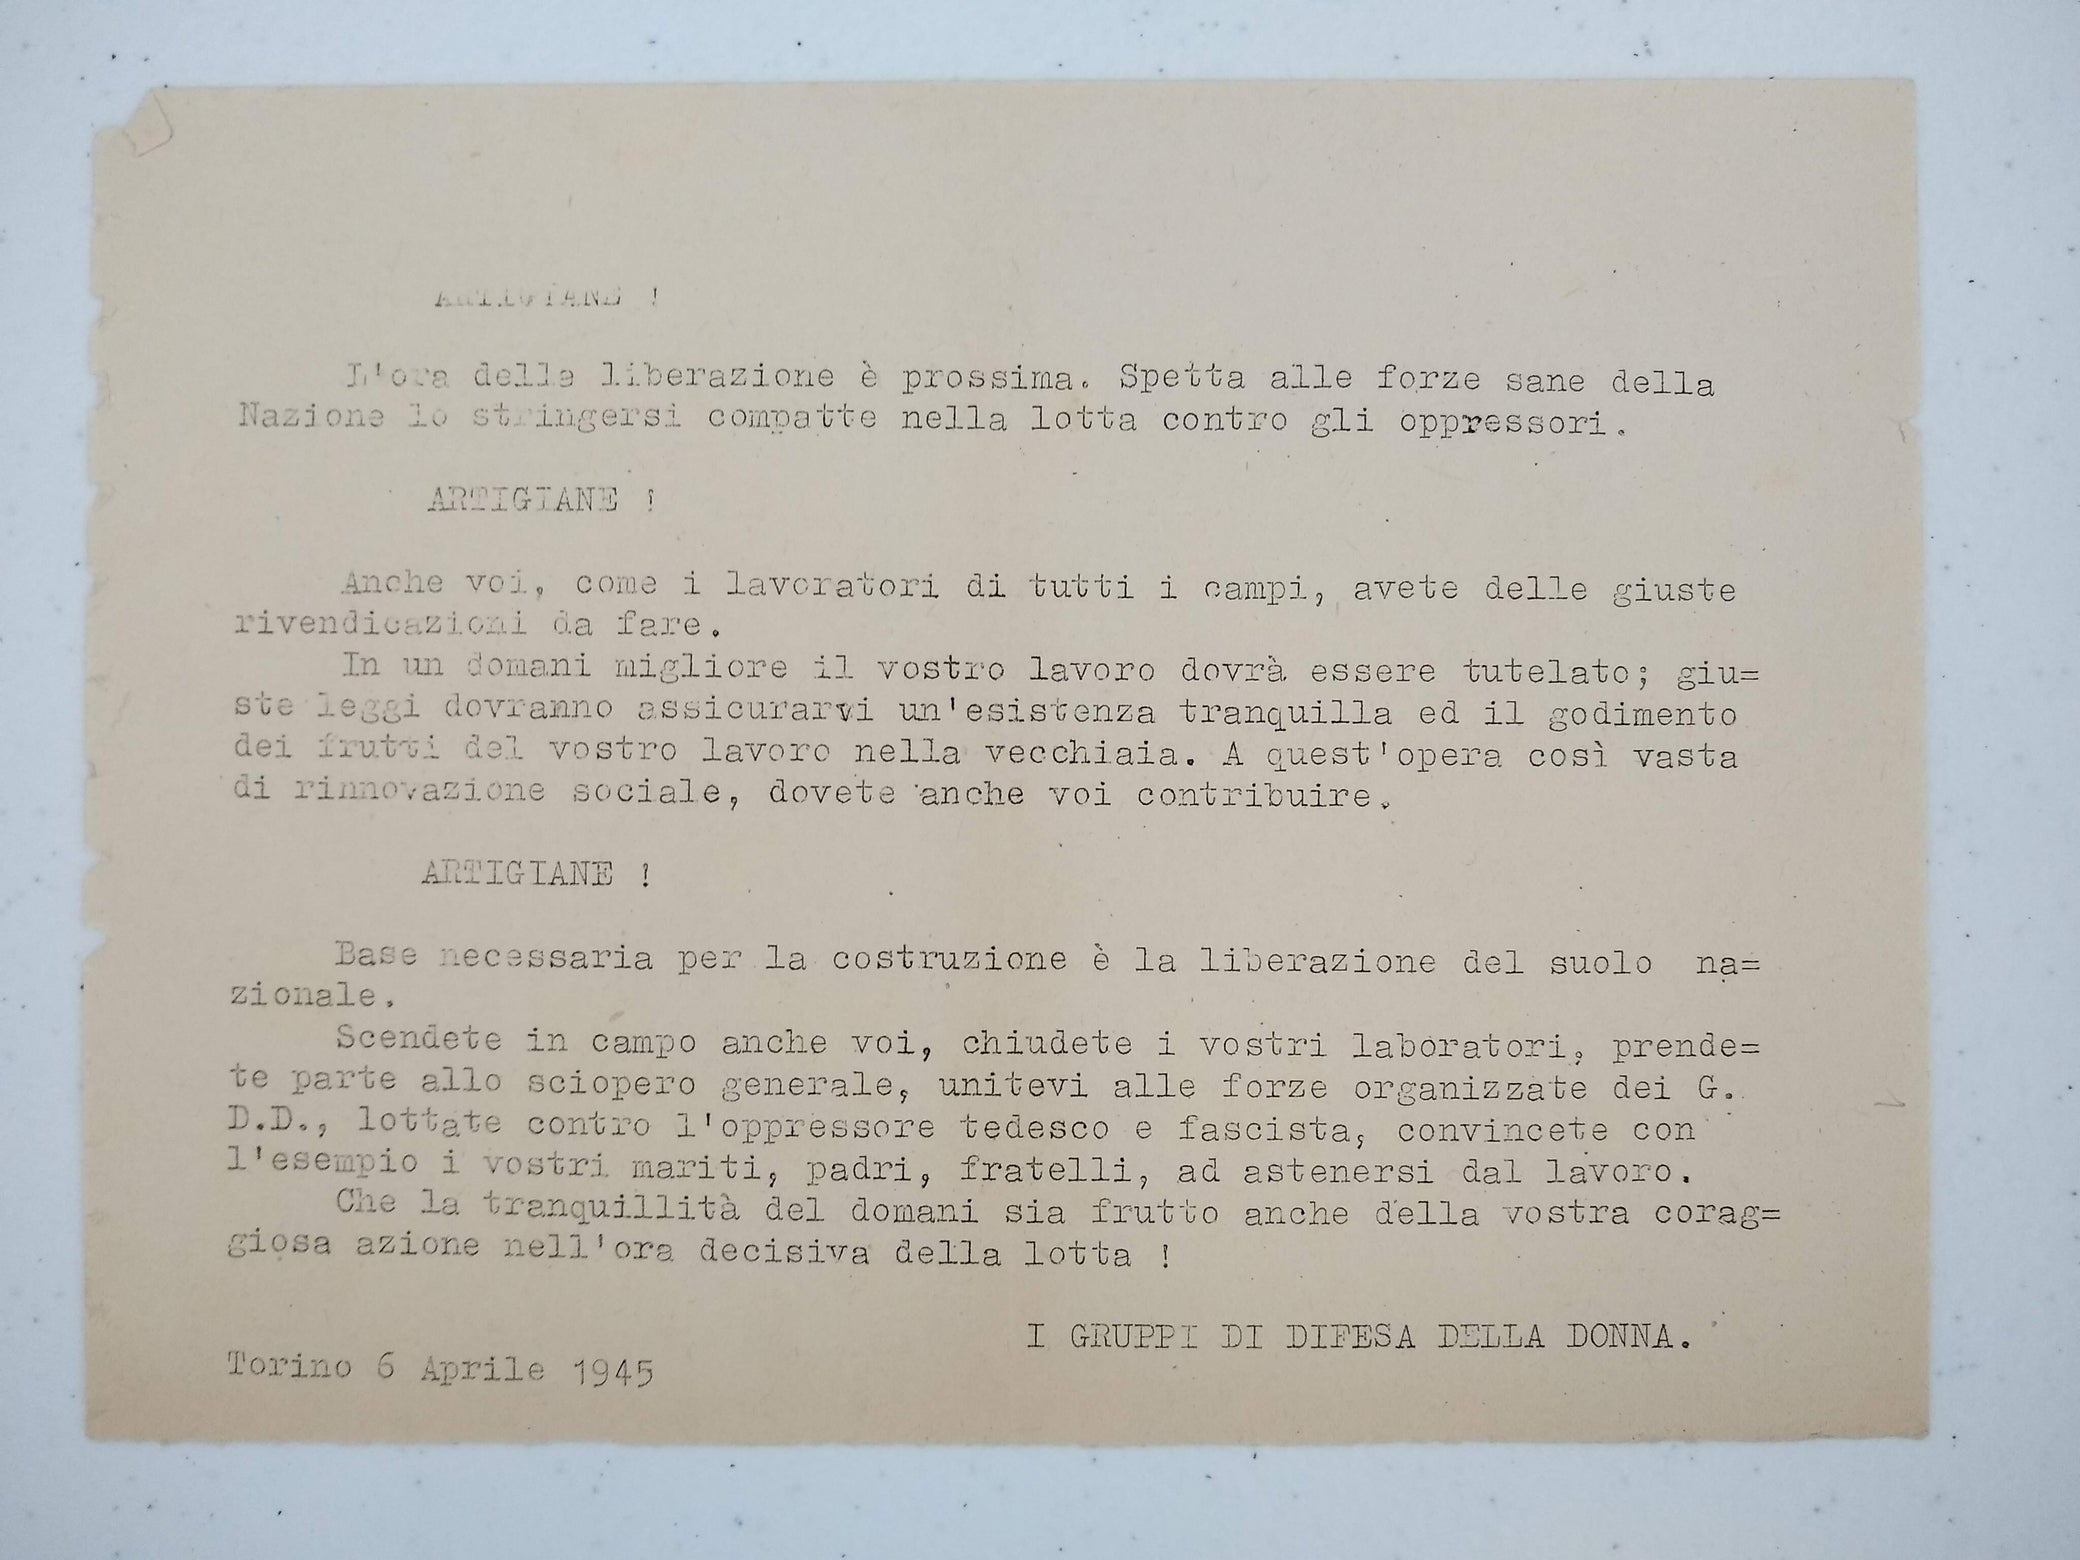 ARTIGIANE !
L'ora della liberazione è prossima. Spetta alle forze sane della
Nazione lo stringersi compatte nella lotta contro gli oppressori.
ARTIGIANE !
Anche voi, come i lavoratori di tutti i campi, avete delle giuste
rivendicazioni da fare.
In un domani migliore il vostro lavoro dovrà essere tutelato; giu=
ste leggi dovranno assicurarvi un'esistenza tranquilla ed il godimento
dei frutti del vostro lavoro nella vecchiaia. A quest'opera così vasta
di rinnovazione sociale, dovete anche voi contribuire.
ARTIGIANE !
Base necessaria per la costruzione è la liberazione del suolo na=
zionale.
Scendete in campo anche voi, chiudete i vostri laboratori, prende=
te parte allo sciopero generale, unitevi alle forze organizzate dei G.
D.D., lottate contro l'oppressore tedesco e fascista, convincete con
l'esempio i vostri mariti, padri, fratelli, ad astenersi dal lavoro.
Che la tranquillità del domani sia frutto anche della vostra corag=
giosa azione nell'ora decisiva della lotta !
I GRUPPI DI DIFESA DELLA DONNA.
Torino 6 Aprile 1945